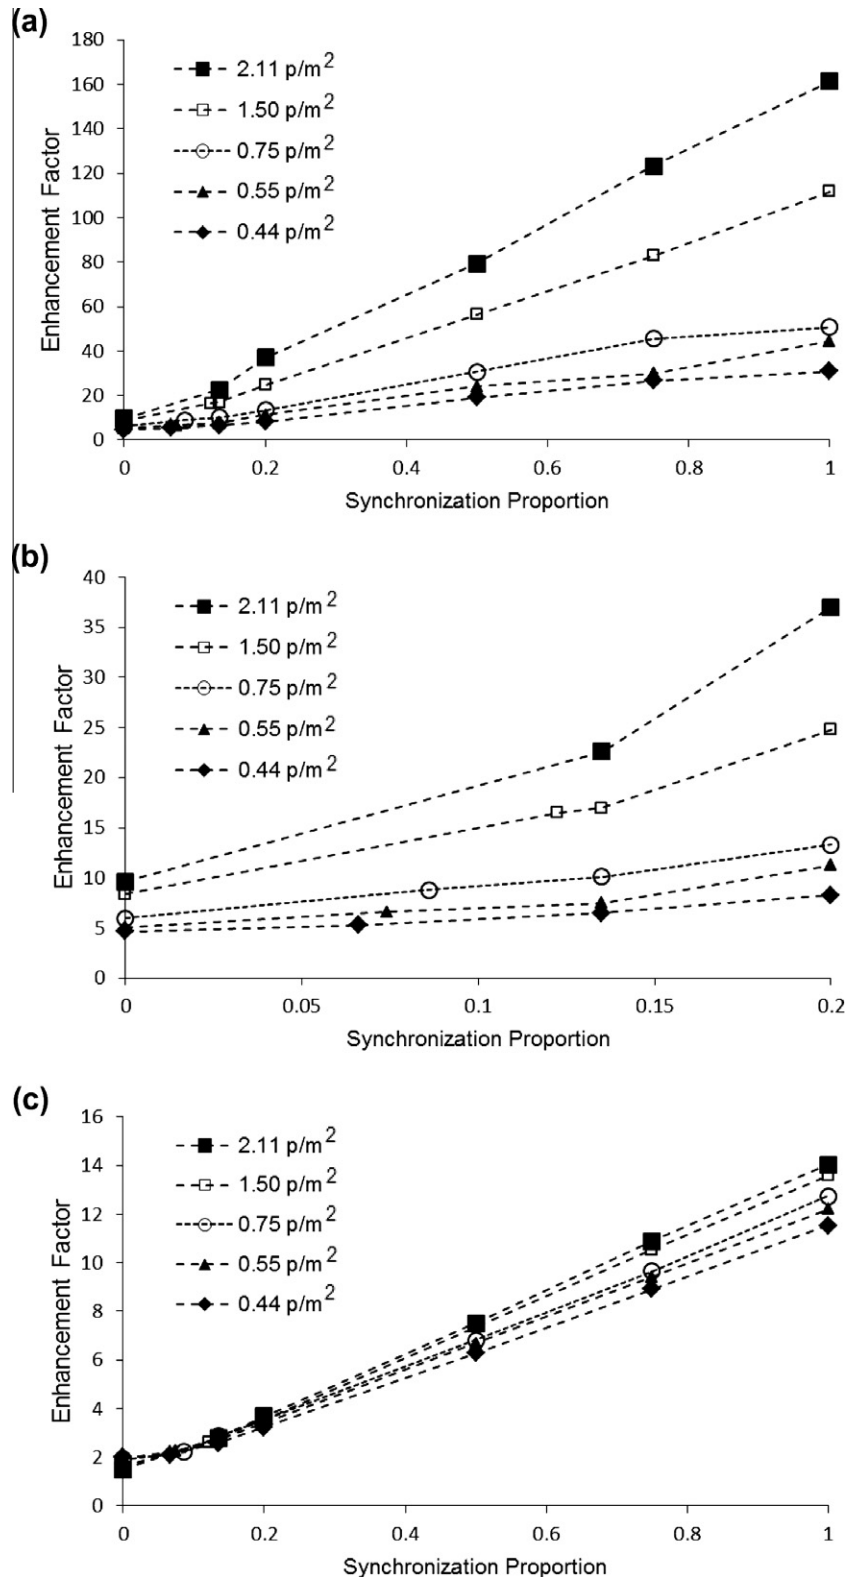 (a)
180
160
140
120
100
80
60
40
20
0
Enhancement Factor
2.11 p/m²
1.50 p/m²
0.75 p/m²
0.55 p/m²
0.44 p/m²
0 0.2 0.4 0.6 0.8 1
Synchronization Proportion
(b)
40
35
30
25
20
15
10
5
0
Enhancement Factor
2.11 p/m²
1.50 p/m²
0.75 p/m²
0.55 p/m²
0.44 p/m²
0 0.05 0.1 0.15 0.2
Synchronization Proportion
(c)
16
14
12
10
8
6
4
2
0
Enhancement Factor
2.11 p/m²
1.50 p/m²
0.75 p/m²
0.55 p/m²
0.44 p/m²
0 0.2 0.4 0.6 0.8 1
Synchronization Proportion